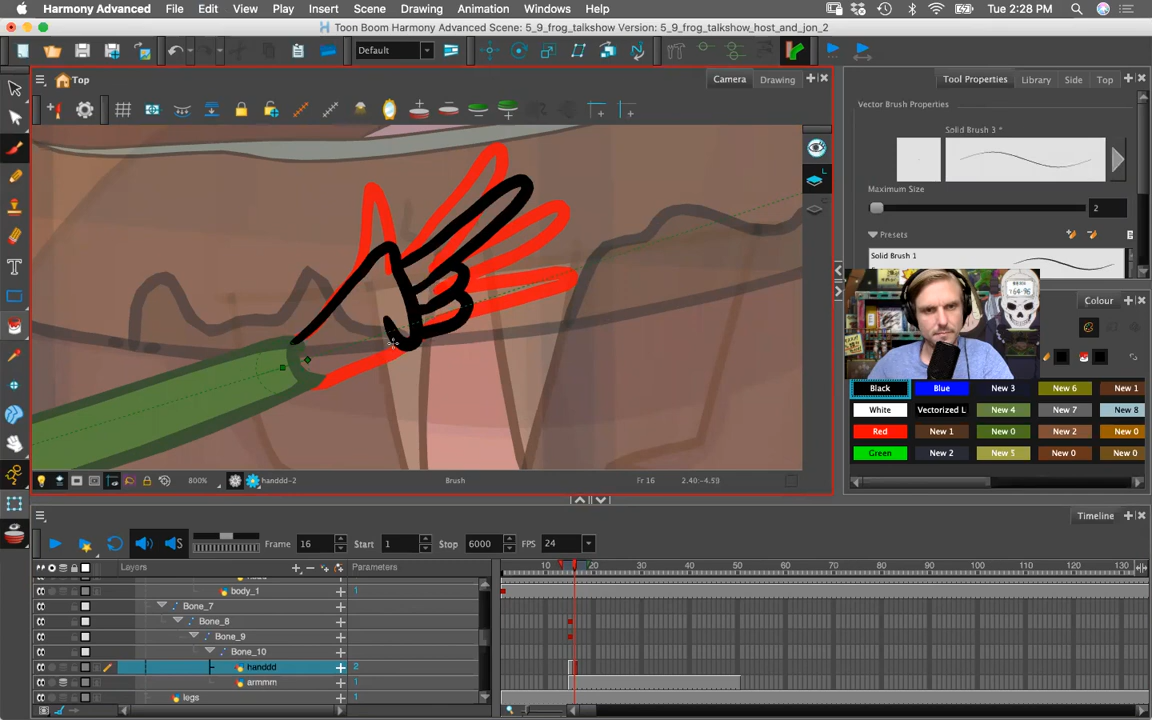 Harmony Advanced File Edit View Play Insert Scene Drawing Animation Windows Help Tue 2:28 PM
Toon Boom Harmony Advanced Scene: 5_9_frog_talkshow Version: 5_9_frog_talkshow_host_and_jon_2
Default
Top Camera Drawing
Tool Properties Library Side Top
Vector Brush Properties
Solid Brush 3 *
Maximum Size
2
Presets
Solid Brush 1
64·96
Colour
Black Blue New 3 New 6 New 1
White Vectorized L New 4 New 7 New 8
Red New 1 New 0 New 2 New 0
Green New 2 New 5 New 0 New 0
800% handdd-2 Brush Fr 16 2.40:-4.59
Timeline
Frame 16 Start 1 Stop 6000 FPS 24
Layers Parameters 10 20 30 40 50 60 70 80 90 100 110 120 130
body_1 1
Bone_7
Bone_8
Bone_9
Bone_10
handdd 2
armmm 1
legs 1